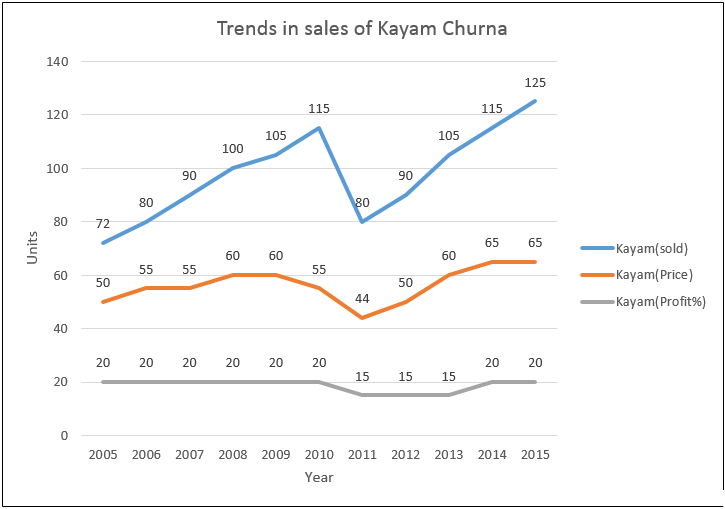 Trends in sales of Kayam Churna
140
120
100
80
60
40
20
0
Units
72 80 90 100 105 115 80 90 105 115 125
50 55 55 60 60 55 44 50 60 65 65
20 20 20 20 20 20 15 15 15 20 20
2005 2006 2007 2008 2009 2010 2011 2012 2013 2014 2015
Year
Kayam(sold)
Kayam(Price)
Kayam(Profit%)